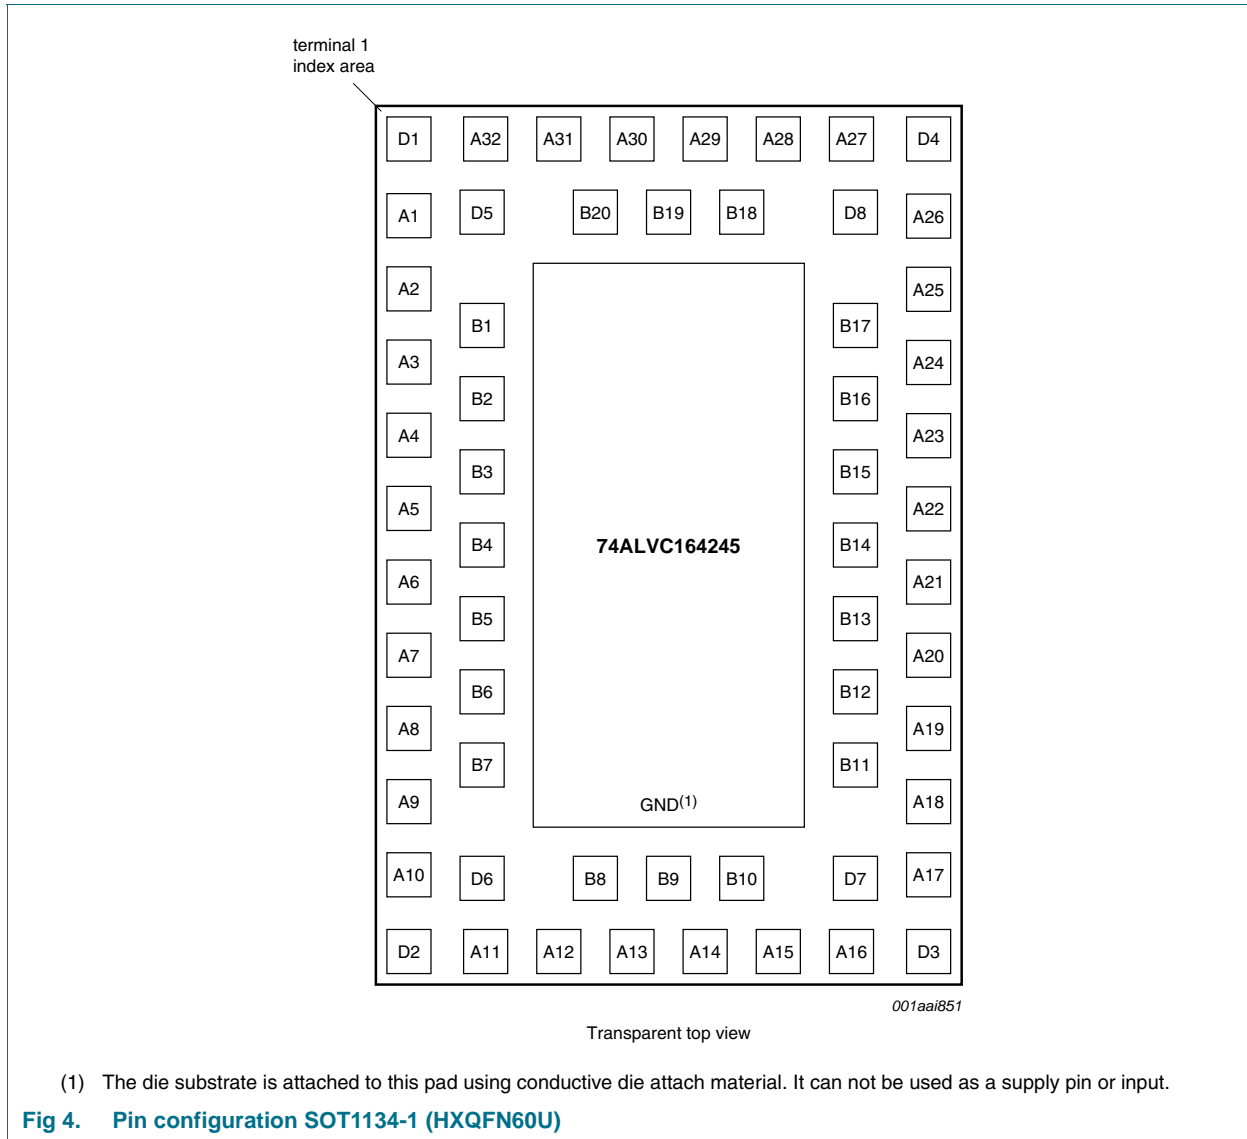 terminal 1
index area
D1 A32 A31 A30 A29 A28 A27 D4
A1 D5 B20 B19 B18 D8 A26
A2 A25
B1 B17
A3 A24
B2 B16
A4 A23
B3 B15
A5 A22
B4 74ALVC164245 B14
A6 A21
B5 B13
A7 A20
B6 B12
A8 A19
B7 B11
A9 GND(1) A18
A10 D6 B8 B9 B10 D7 A17
D2 A11 A12 A13 A14 A15 A16 D3
001aai851
Transparent top view
(1) The die substrate is attached to this pad using conductive die attach material. It can not be used as a supply pin or input.
Fig 4. Pin configuration SOT1134-1 (HXQFN60U)